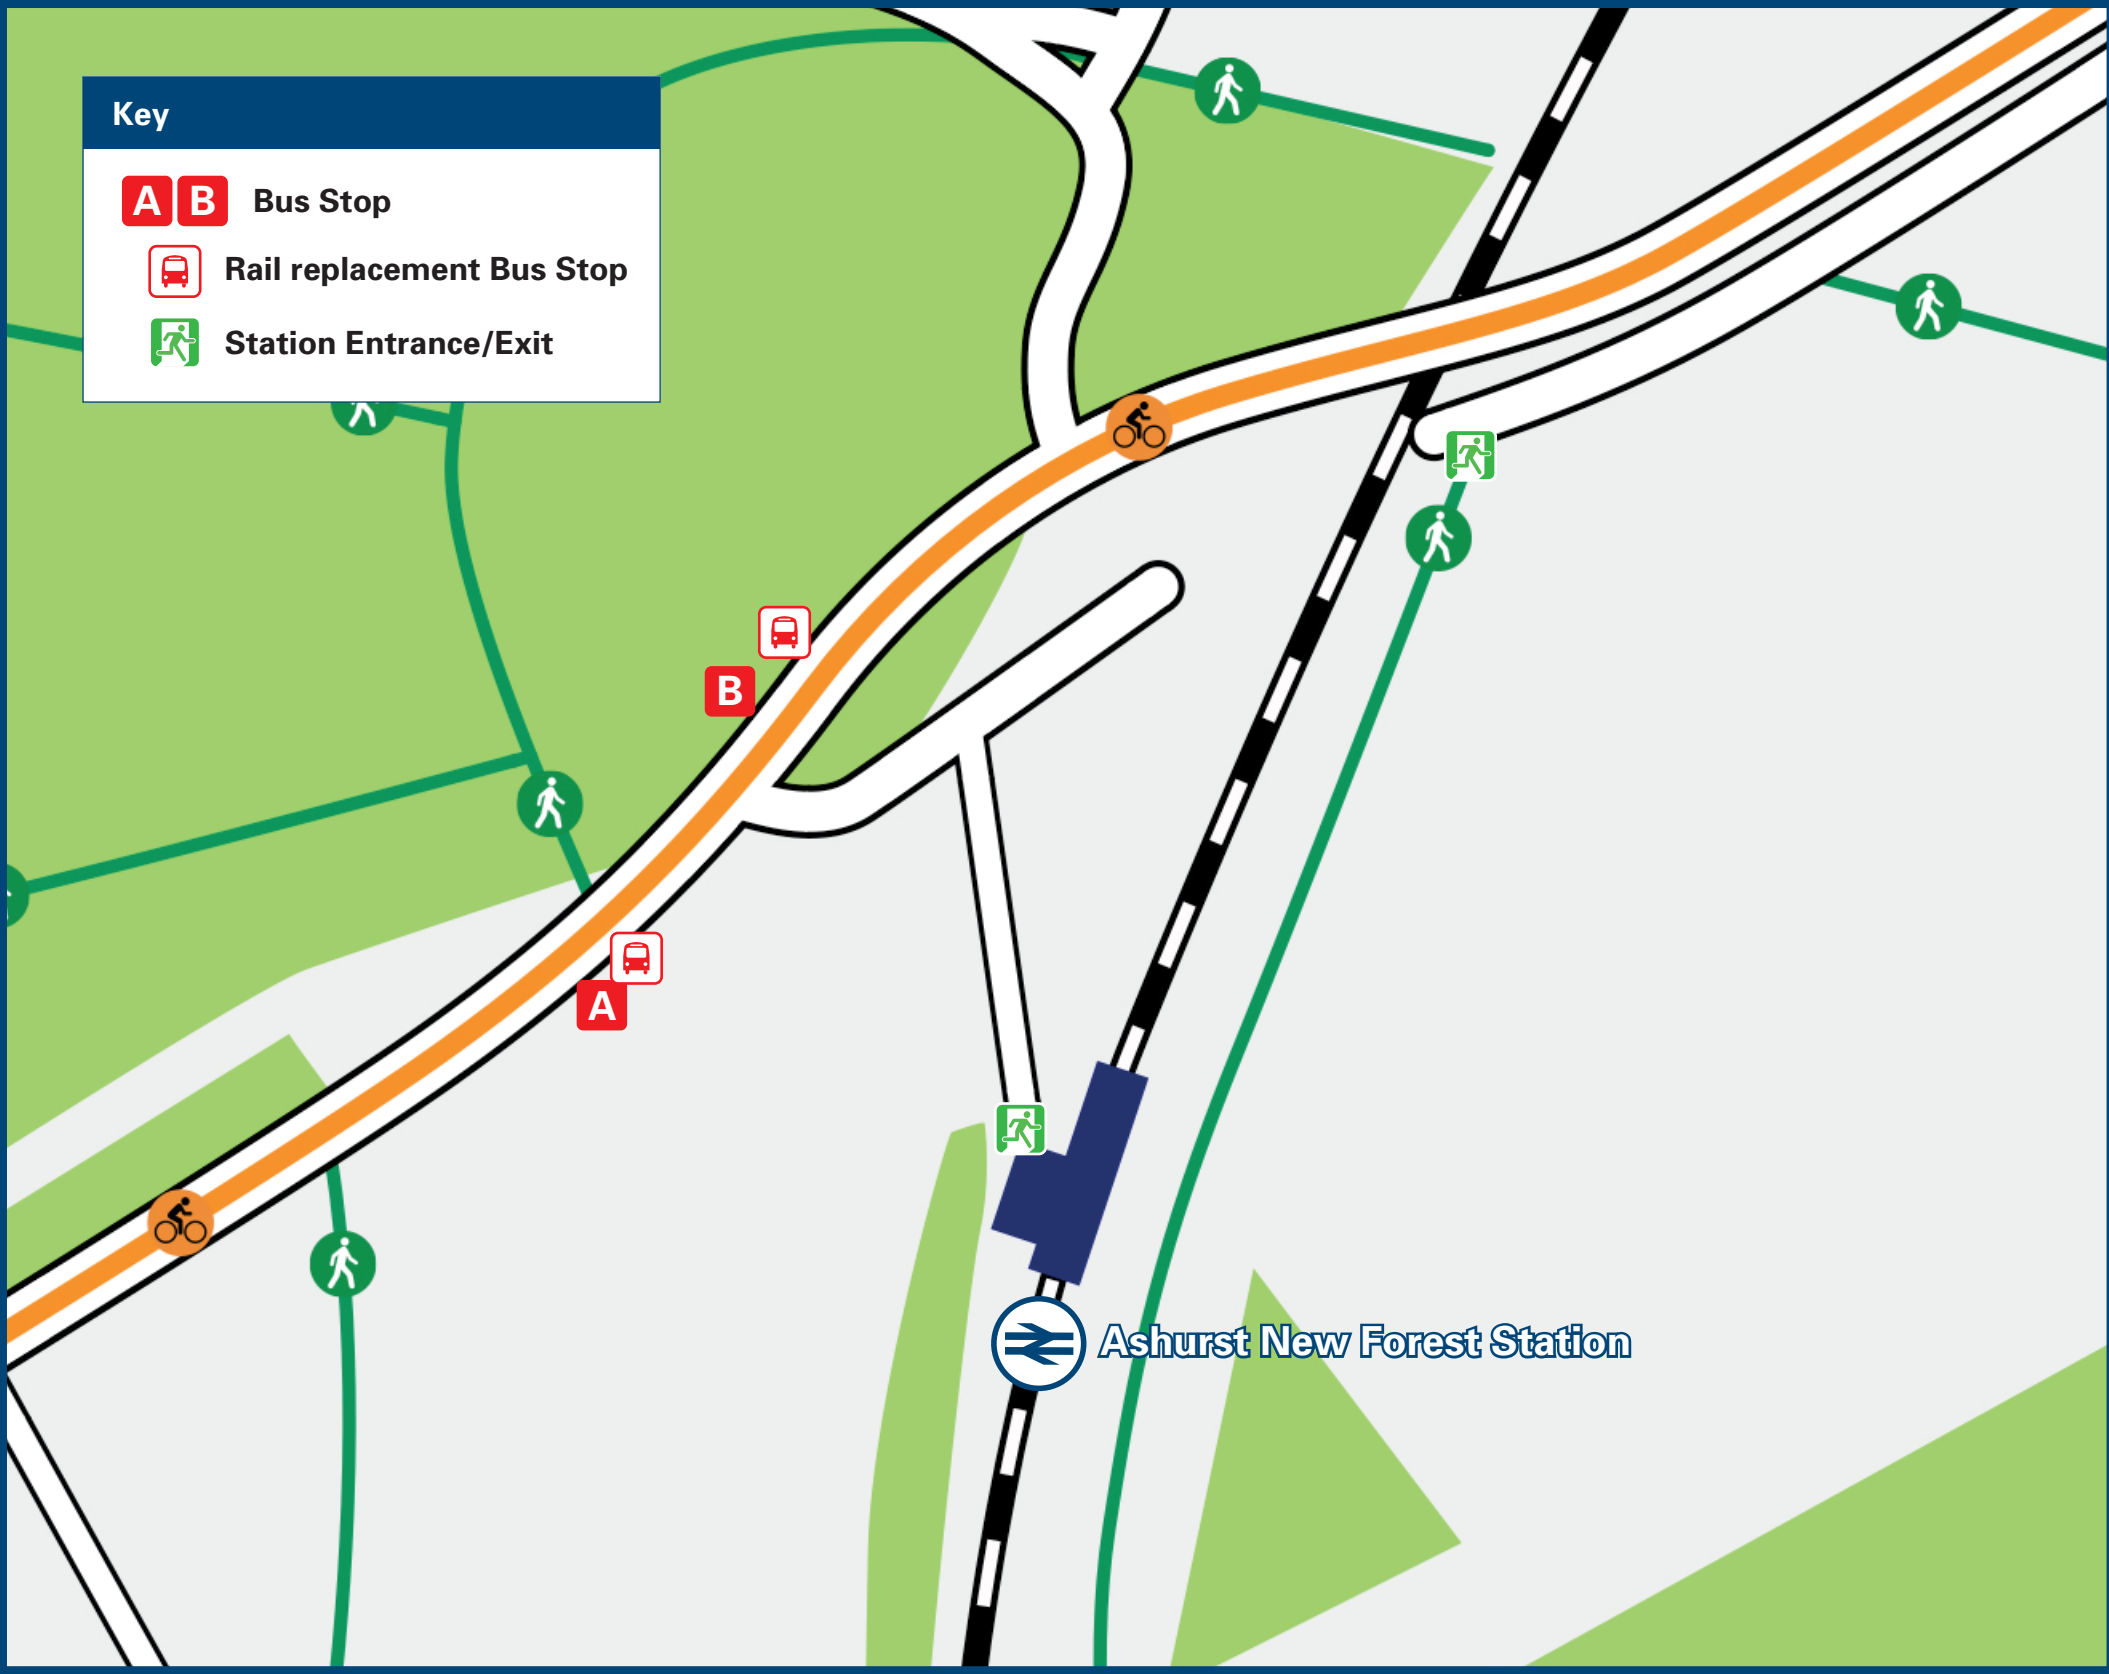 Key
A B Bus Stop
Rail replacement Bus Stop
Station Entrance/Exit
B
A
Ashurst New Forest Station